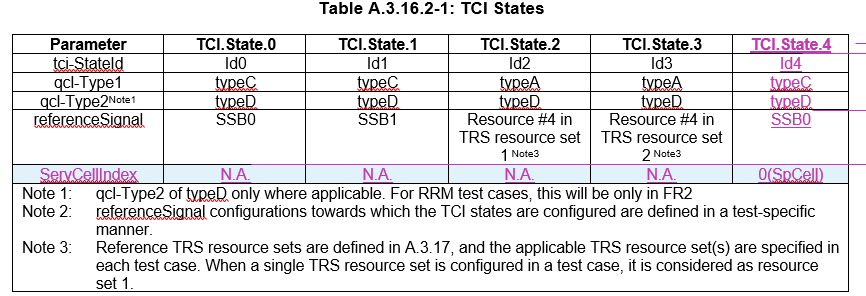 Table A.3.16.2-1: TCI States
Parameter TCI.State.0 TCI.State.1 TCI.State.2 TCI.State.3 TCI.State.4
tci-StateId Id0 Id1 Id2 Id3 Id4
qcl-Type1 typeC typeC typeA typeA typeC
qcl-Type2Note1 typeD typeD typeD typeD typeD
referenceSignal SSB0 SSB1 Resource #4 in Resource #4 in SSB0
TRS resource set TRS resource set
1 Note3 2 Note3
ServCellIndex N.A. N.A. N.A. N.A. 0(SpCell)
Note 1: qcl-Type2 of typeD only where applicable. For RRM test cases, this will be only in FR2
Note 2: referenceSignal configurations towards which the TCI states are configured are defined in a test-specific
manner.
Note 3: Reference TRS resource sets are defined in A.3.17, and the applicable TRS resource set(s) are specified in
each test case. When a single TRS resource set is configured in a test case, it is considered as resource
set 1.